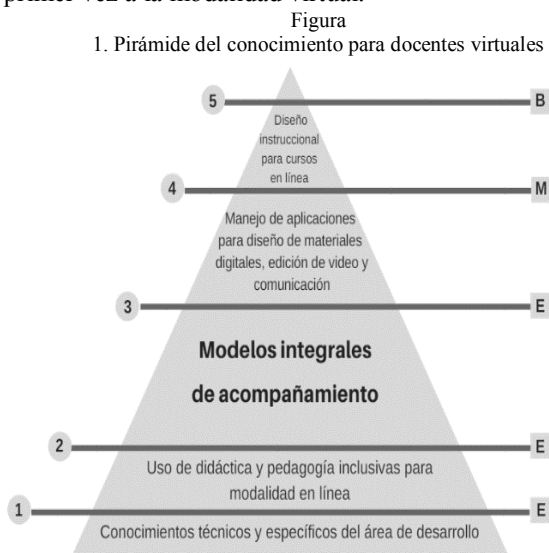 primer vez a la modalidad virtual.
Figura
1. Pirámide del conocimiento para docentes virtuales
5 B
Diseño
instruccional
para cursos
en línea
4 M
Manejo de aplicaciones
para diseño de materiales
digitales, edición de video y
comunicación
3 E
Modelos integrales
de acompañamiento
2 E
Uso de didáctica y pedagogía inclusivas para
modalidad en línea
1 E
Conocimientos técnicos y específicos del área de desarrollo